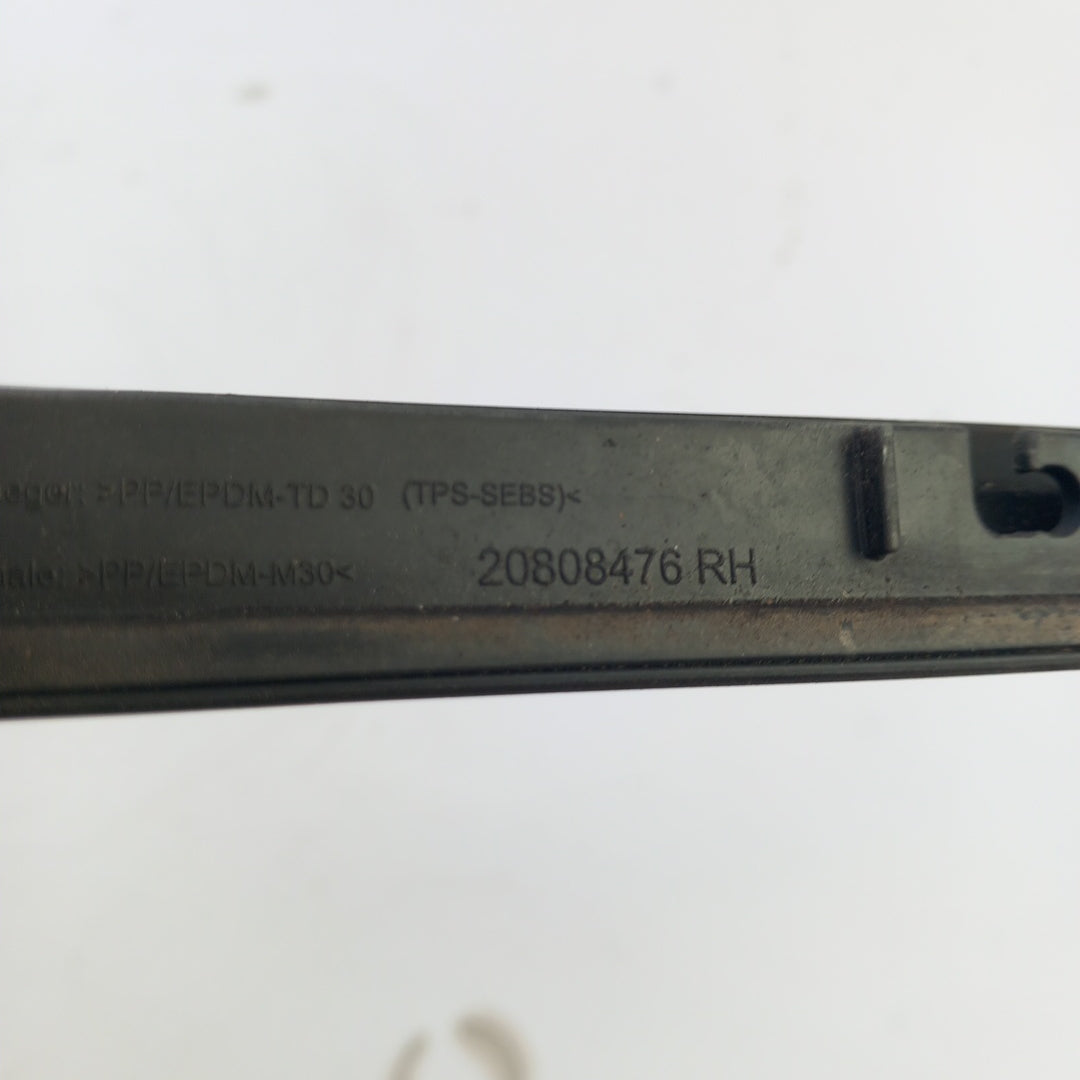 >PP/EPDM-TD 30 (TPS-SEBS)<
>PP/EPDM-M30< 20808476 RH